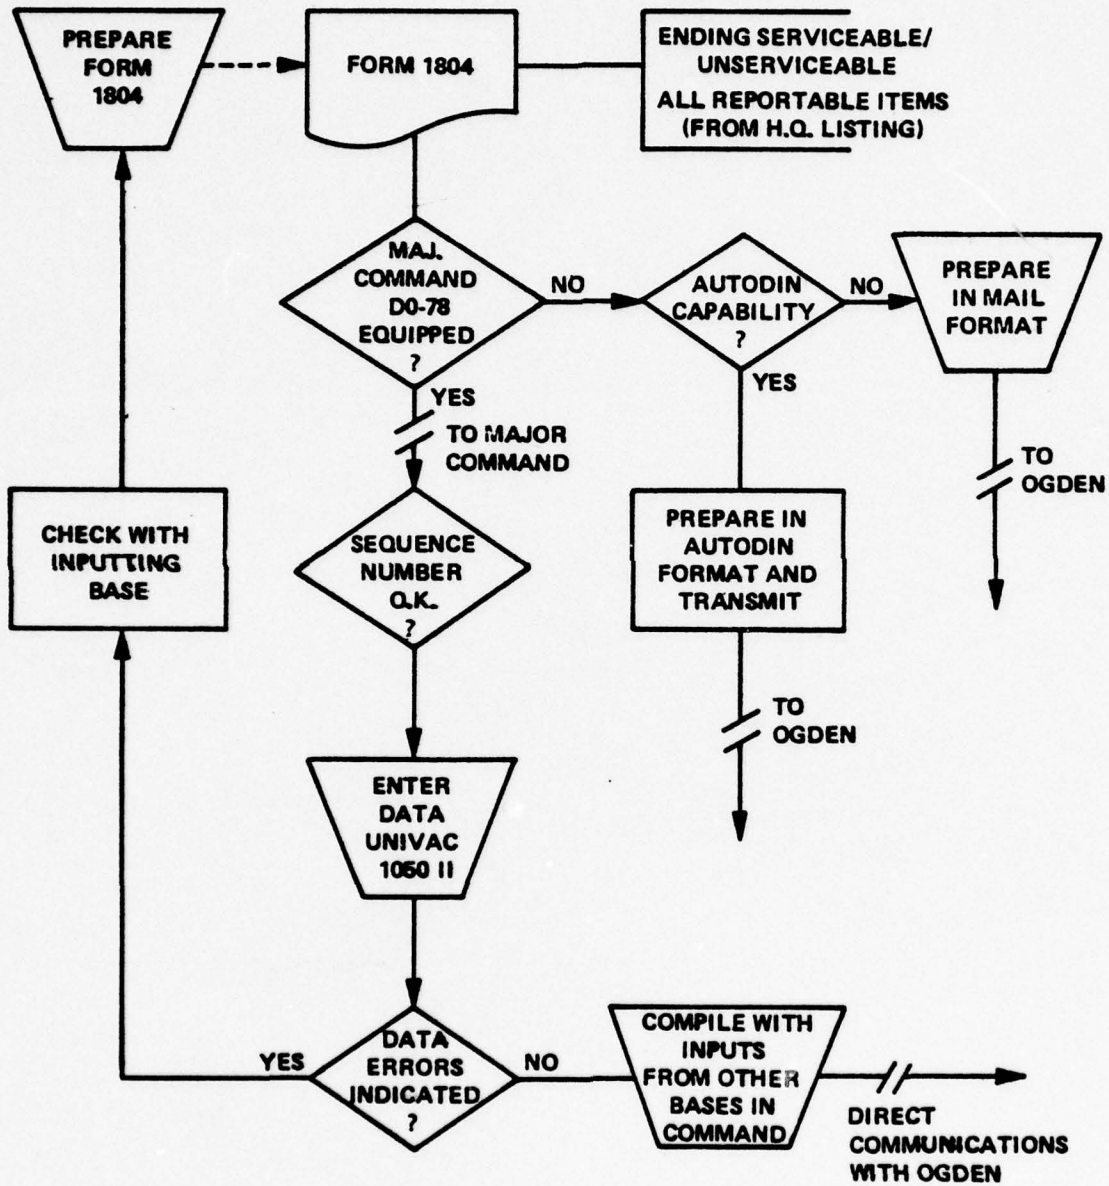 PREPARE
FORM
1804
FORM 1804
ENDING SERVICEABLE/
UNSERVICEABLE
ALL REPORTABLE ITEMS
(FROM H.Q. LISTING)
MAJ.
COMMAND
D0-78
EQUIPPED
?
NO
AUTODIN
CAPABILITY
?
NO
PREPARE
IN MAIL
FORMAT
YES
TO MAJOR
COMMAND
YES
TO
OGDEN
CHECK WITH
INPUTTING
BASE
SEQUENCE
NUMBER
O.K.
?
PREPARE IN
AUTODIN
FORMAT AND
TRANSMIT
TO
OGDEN
ENTER
DATA
UNIVAC
1050 II
DATA
ERRORS
INDICATED
?
YES
NO
COMPILE WITH
INPUTS
FROM OTHER
BASES IN
COMMAND
DIRECT
COMMUNICATIONS
WITH OGDEN